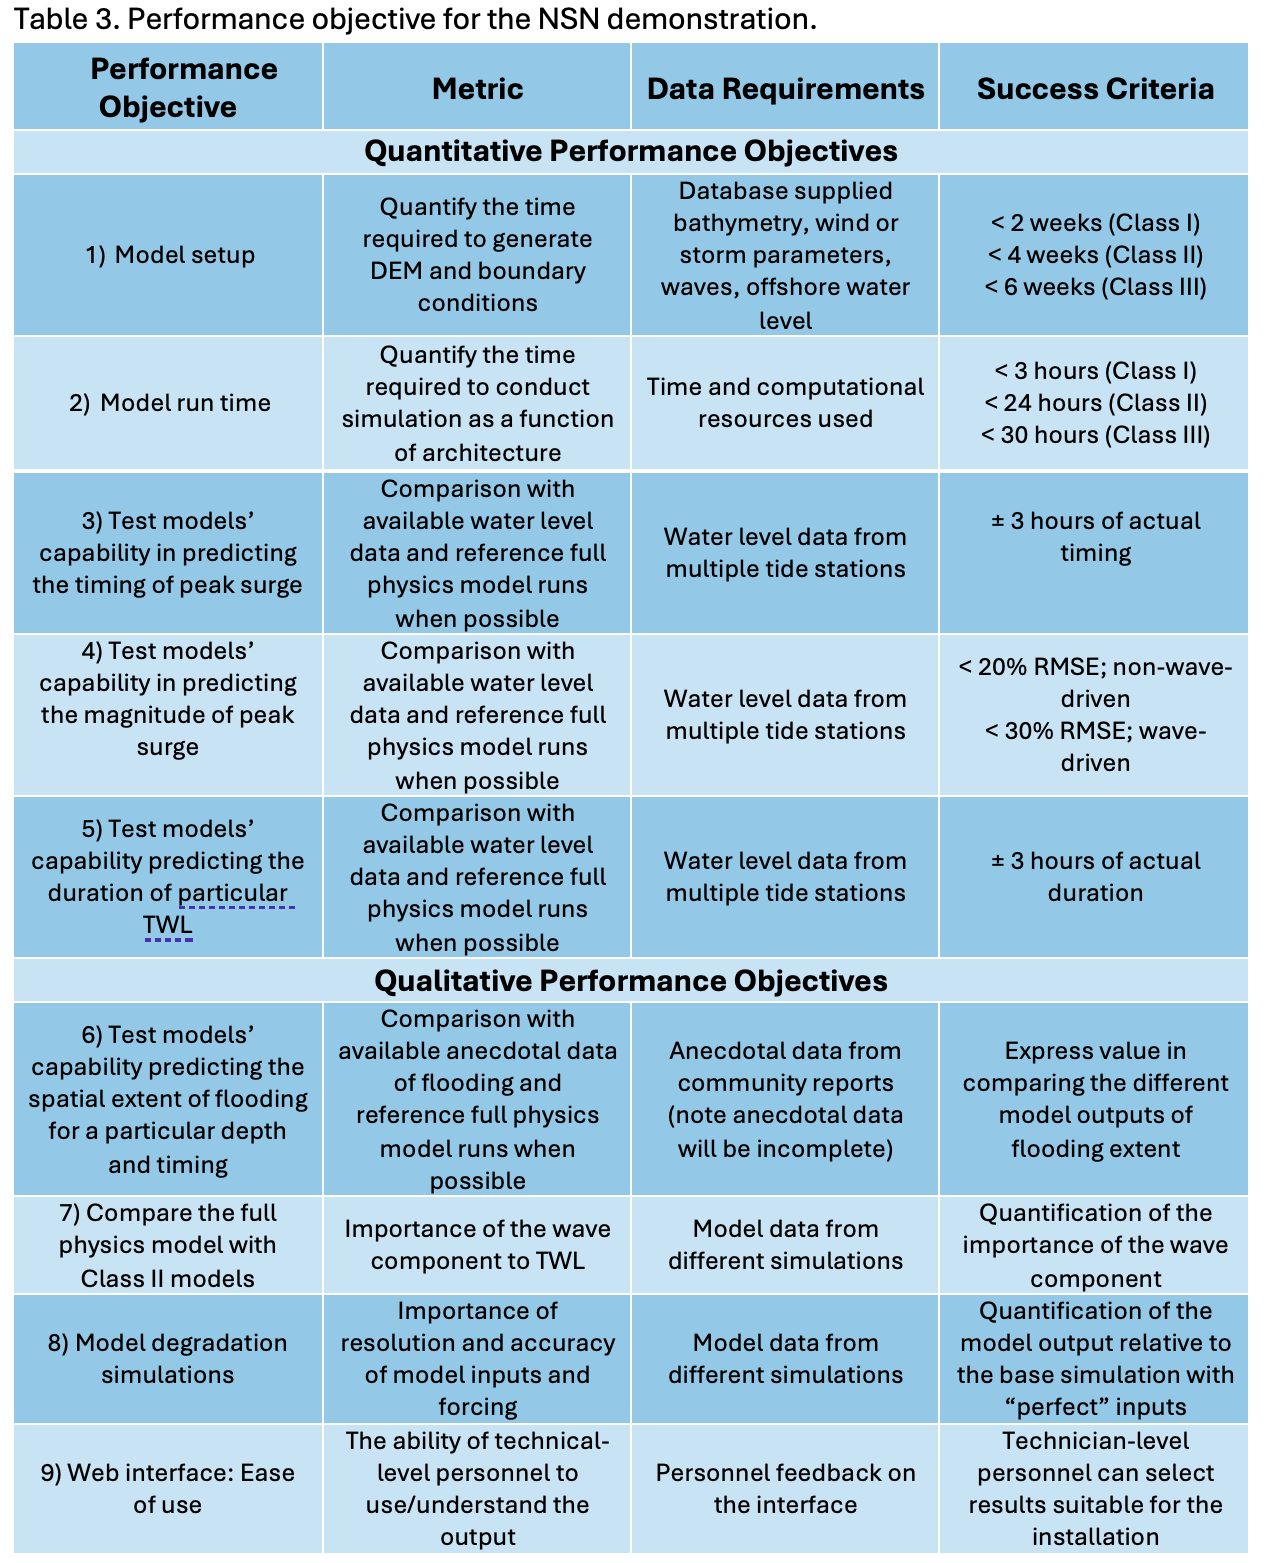 Table 3. Performance objective for the NSN demonstration.
Performance
Objective
Metric
Data Requirements
Success Criteria
Quantitative Performance Objectives
1) Model setup
Quantify the time
required to generate
DEM and boundary
conditions
Database supplied
bathymetry, wind or
storm parameters,
waves, offshore water
level
< 2 weeks (Class I)
< 4 weeks (Class II)
< 6 weeks (Class III)
2) Model run time
Quantify the time
required to conduct
simulation as a function
of architecture
Time and computational
resources used
< 3 hours (Class I)
< 24 hours (Class II)
< 30 hours (Class III)
3) Test models’
capability in predicting
the timing of peak surge
Comparison with
available water level
data and reference full
physics model runs
when possible
Water level data from
multiple tide stations
± 3 hours of actual
timing
4) Test models’
capability in predicting
the magnitude of peak
surge
Comparison with
available water level
data and reference full
physics model runs
when possible
Water level data from
multiple tide stations
< 20% RMSE; non-wave-
driven
< 30% RMSE; wave-
driven
5) Test models’
capability predicting the
duration of particular
TWL
Comparison with
available water level
data and reference full
physics model runs
when possible
Water level data from
multiple tide stations
± 3 hours of actual
duration
Qualitative Performance Objectives
6) Test models’
capability predicting the
spatial extent of flooding
for a particular depth
and timing
Comparison with
available anecdotal data
of flooding and
reference full physics
model runs when
possible
Anecdotal data from
community reports
(note anecdotal data
will be incomplete)
Express value in
comparing the different
model outputs of
flooding extent
7) Compare the full
physics model with
Class II models
Importance of the wave
component to TWL
Model data from
different simulations
Quantification of the
importance of the wave
component
8) Model degradation
simulations
Importance of
resolution and accuracy
of model inputs and
forcing
Model data from
different simulations
Quantification of the
model output relative to
the base simulation with
“perfect” inputs
9) Web interface: Ease
of use
The ability of technical-
level personnel to
use/understand the
output
Personnel feedback on
the interface
Technician-level
personnel can select
results suitable for the
installation